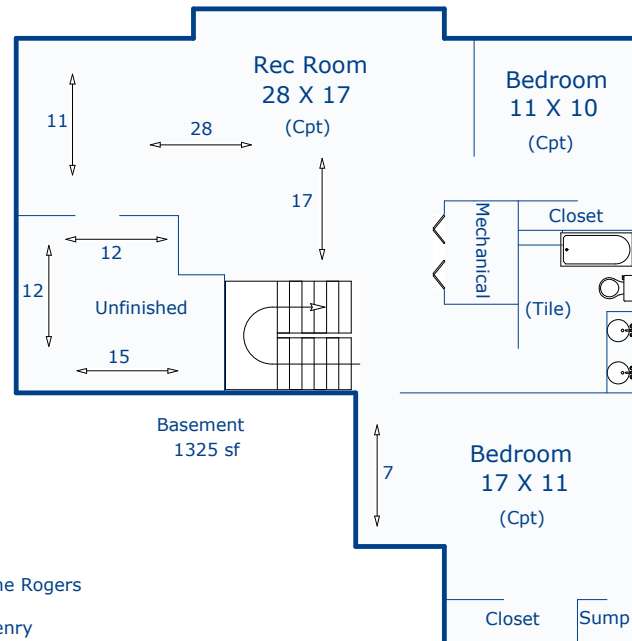 Rec Room
28 X 17
(Cpt)
Bedroom
11 X 10
(Cpt)
11
28
17
Mechanical
Closet
12
12
Unfinished
(Tile)
15
Basement
1325 sf
7
Bedroom
17 X 11
(Cpt)
Rogers
Closet
Sump